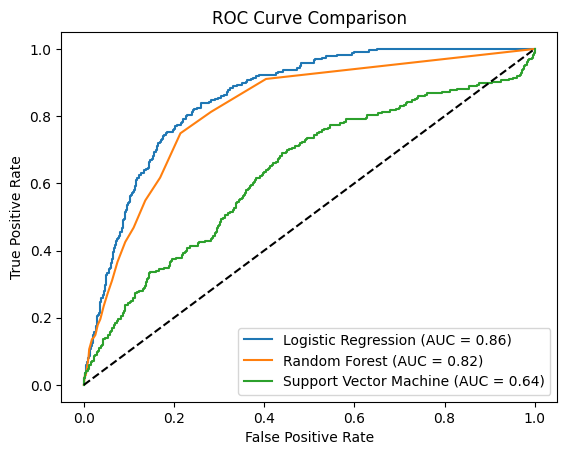 ROC Curve Comparison
True Positive Rate
1.0
0.8
0.6
0.4
0.2
0.0
Logistic Regression (AUC = 0.86)
Random Forest (AUC = 0.82)
Support Vector Machine (AUC = 0.64)
0.0 0.2 0.4 0.6 0.8 1.0
False Positive Rate